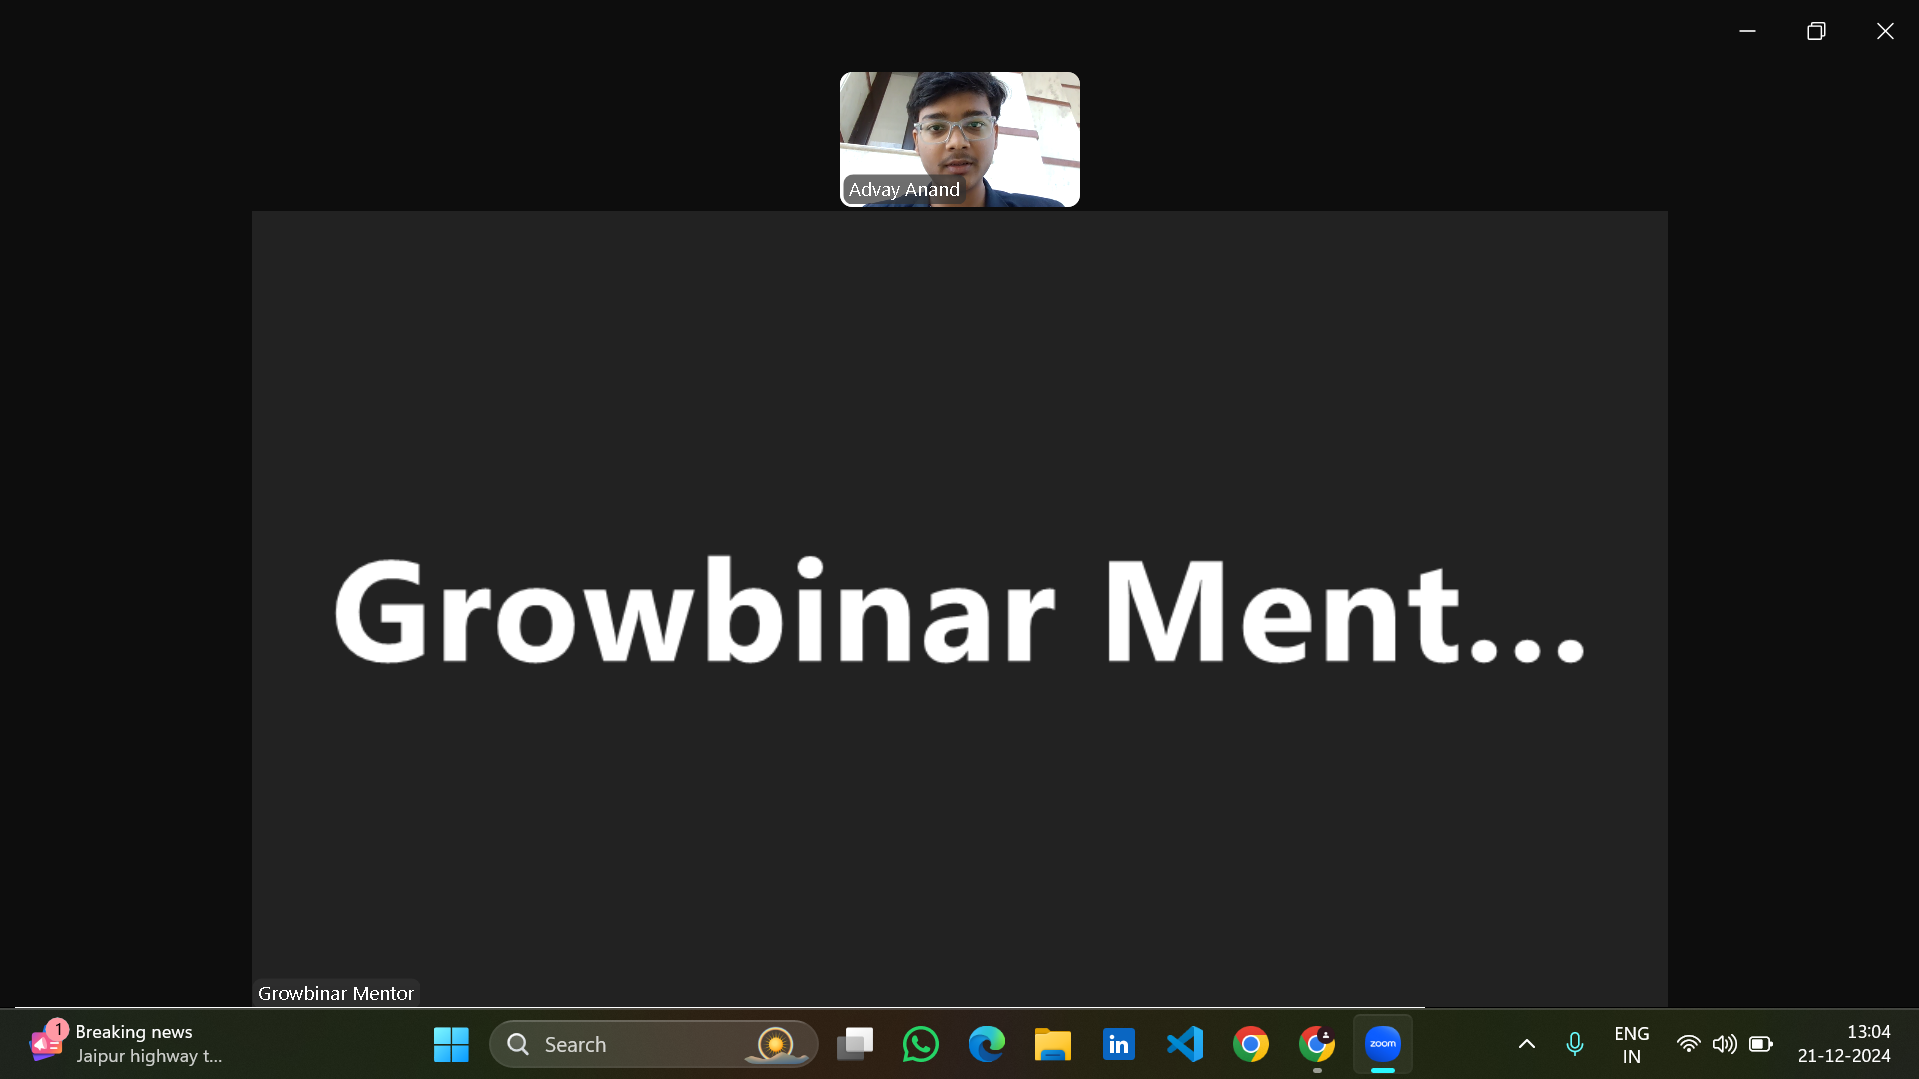 Advay Anand
Growbinar Ment...
Growbinar Mentor
1
Breaking news
Jaipur highway t...
Search
in
zoom
ENG
IN
13:04
21-12-2024